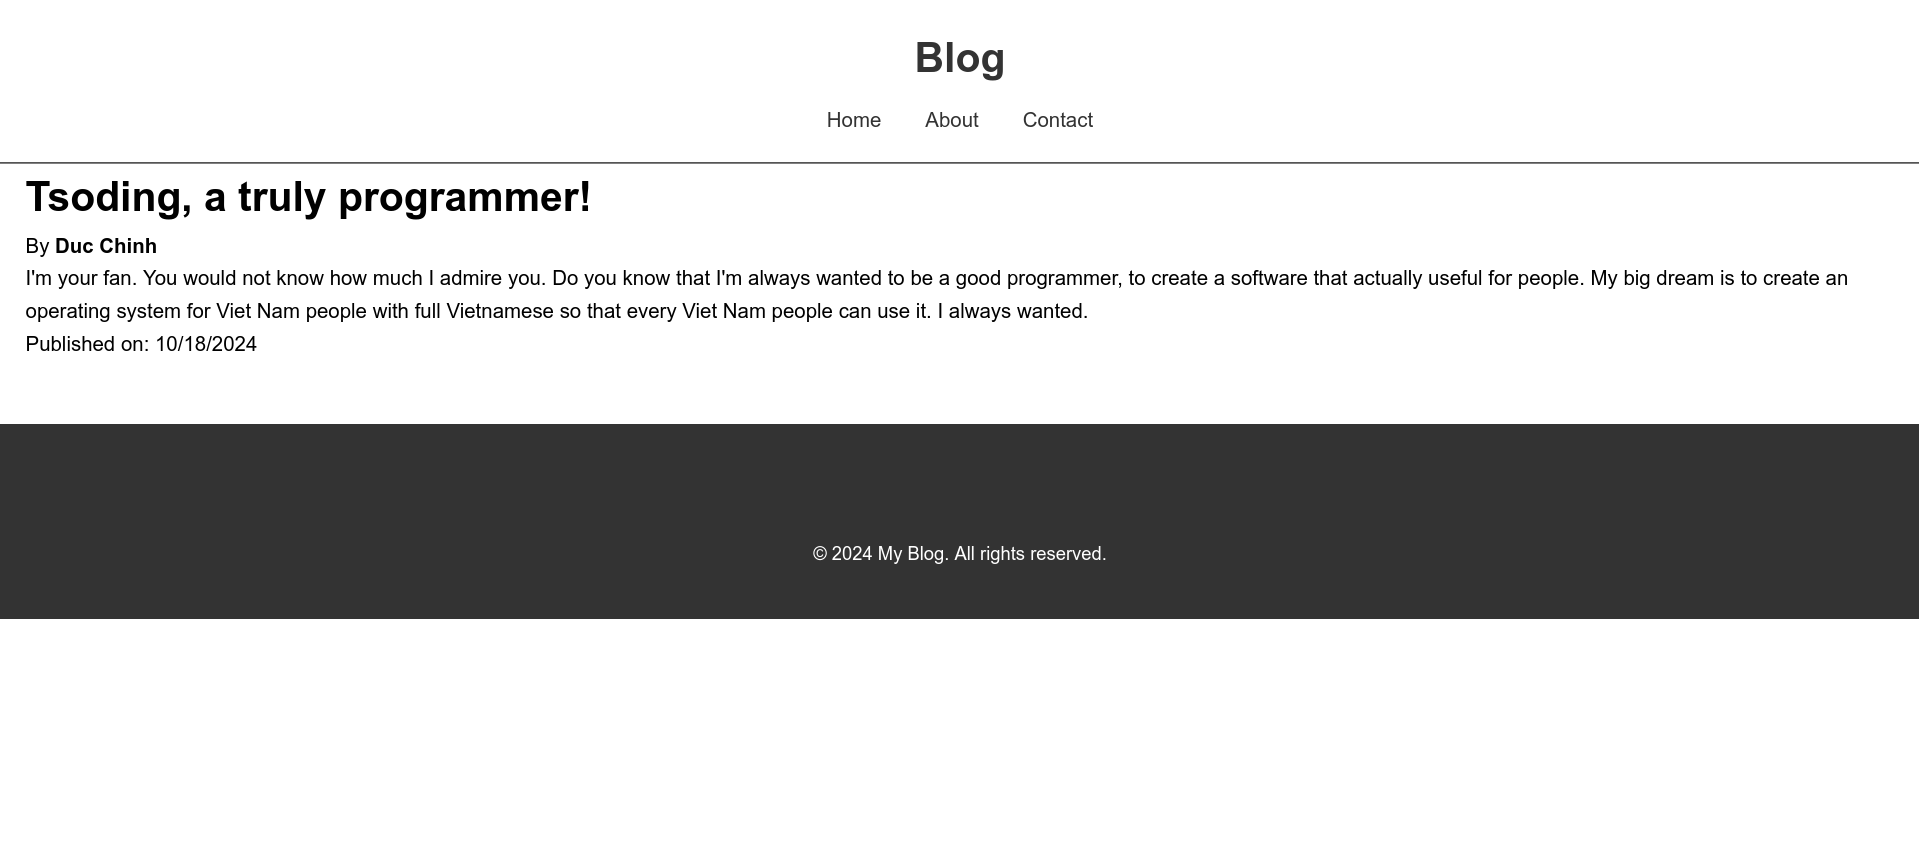 Blog
Home About Contact
Tsoding, a truly programmer!
By Duc Chinh
I'm your fan. You would not know how much I admire you. Do you know that I'm always wanted to be a good programmer, to create a software that actually useful for people. My big dream is to create an
operating system for Viet Nam people with full Vietnamese so that every Viet Nam people can use it. I always wanted.
Published on: 10/18/2024
© 2024 My Blog. All rights reserved.